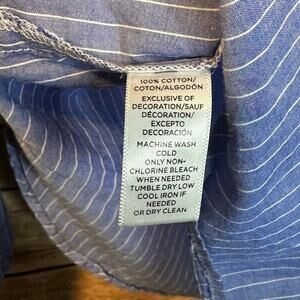 100% COTTON/
COTON/ALGODÓN
EXCLUSIVE OF
DECORATION/SAUF
DÉCORATION/
EXCEPTO
DECORACIÓN
MACHINE WASH
COLD
ONLY NON-
CHLORINE BLEACH
WHEN NEEDED
TUMBLE DRY LOW
COOL IRON IF
NEEDED
OR DRY CLEAN